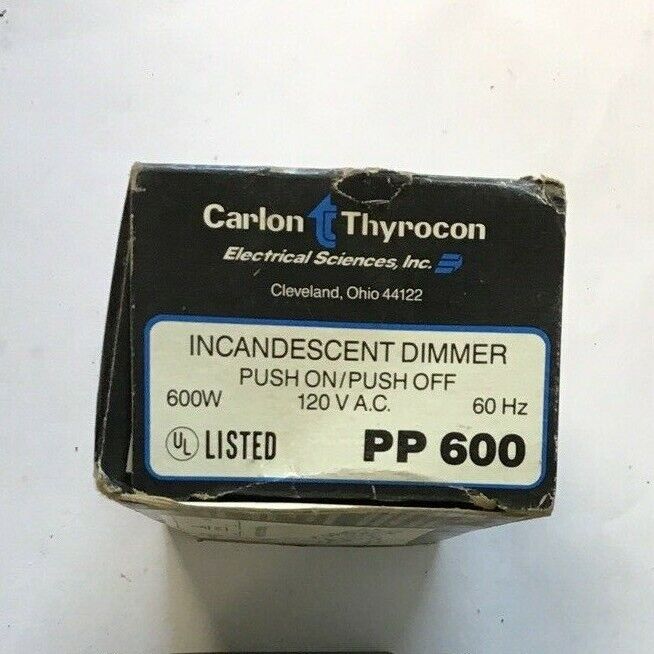 Carlon Thyrocon
Electrical Sciences, Inc.
Cleveland, Ohio 44122
INCANDESCENT DIMMER
PUSH ON/PUSH OFF
600W 120 V A.C. 60 Hz
UL LISTED PP 600